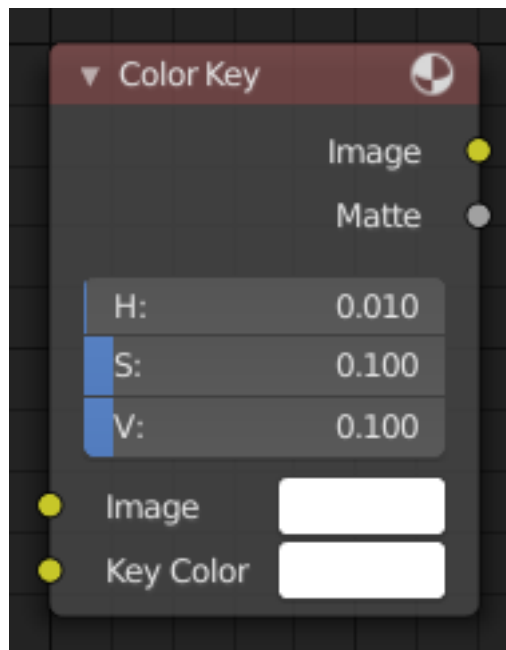 Color Key
Image
Matte
H: 0.010
S: 0.100
V: 0.100
Image
Key Color